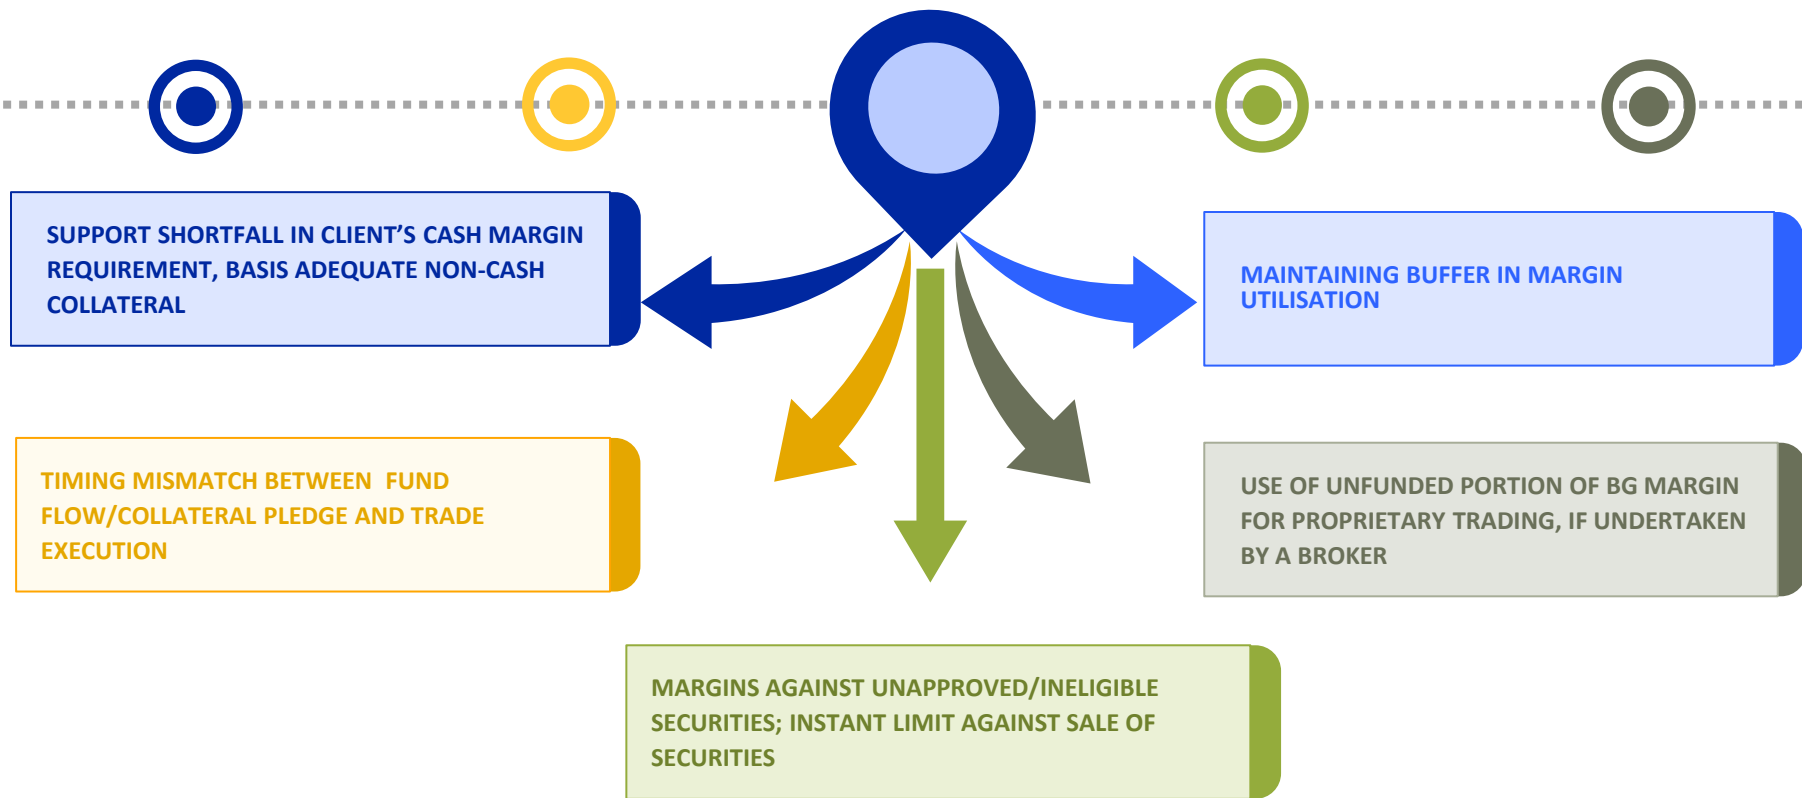 SUPPORT SHORTFALL IN CLIENT’S CASH MARGIN
REQUIREMENT, BASIS ADEQUATE NON-CASH
COLLATERAL
MAINTAINING BUFFER IN MARGIN
UTILISATION
TIMING MISMATCH BETWEEN  FUND
FLOW/COLLATERAL PLEDGE AND TRADE
EXECUTION
USE OF UNFUNDED PORTION OF BG MARGIN
FOR PROPRIETARY TRADING, IF UNDERTAKEN
BY A BROKER
MARGINS AGAINST UNAPPROVED/INELIGIBLE
SECURITIES; INSTANT LIMIT AGAINST SALE OF
SECURITIES